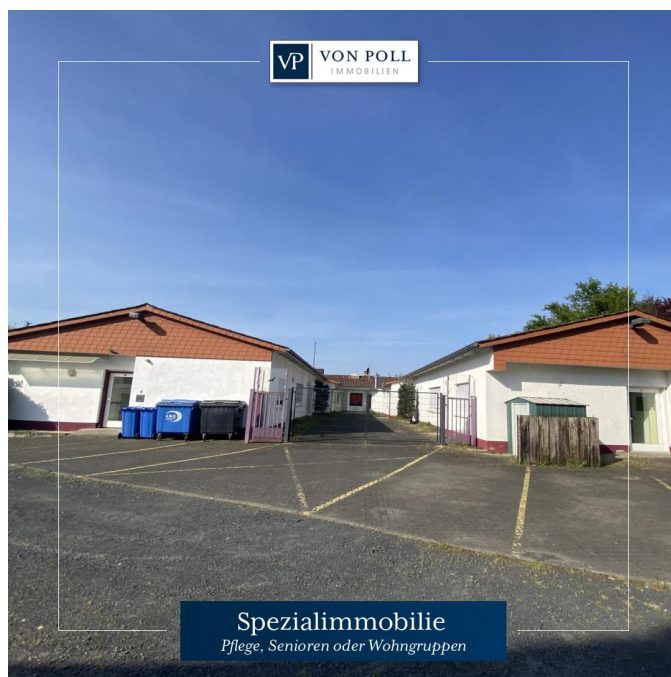 VP VON POLL
IMMOBILIEN
Spezialimmobilie
Pflege, Senioren oder Wohngruppen